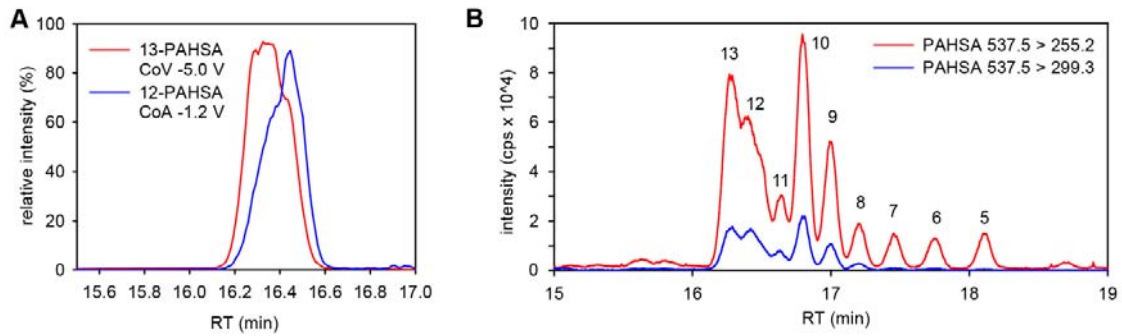 A
relative intensity (%)
100
80
60
40
20
0
13-PAHSA
CoV -5.0 V
12-PAHSA
CoA -1.2 V
15.6 15.8 16.0 16.2 16.4 16.6 16.8 17.0
RT (min)
B
intensity (cps x 10^4)
10
8
6
4
2
0
PAHSA 537.5 > 255.2
PAHSA 537.5 > 299.3
13 12 11 10 9 8 7 6 5
15 16 17 18 19
RT (min)